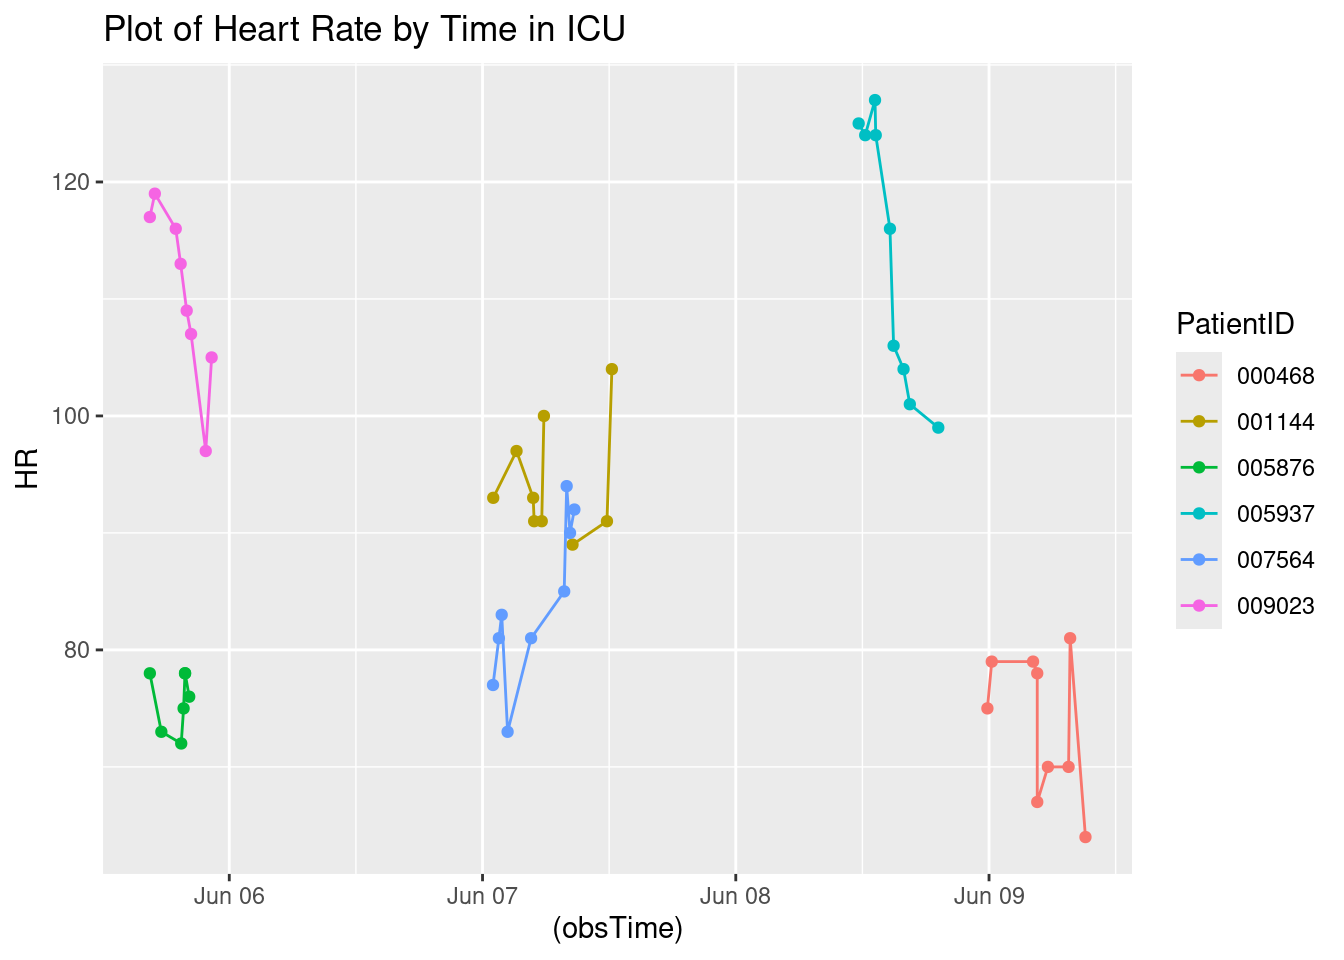 Plot of Heart Rate by Time in ICU
120
100
80
HR
Jun 06
Jun 07
Jun 08
Jun 09
(obsTime)
PatientID
000468
001144
005876
005937
007564
009023